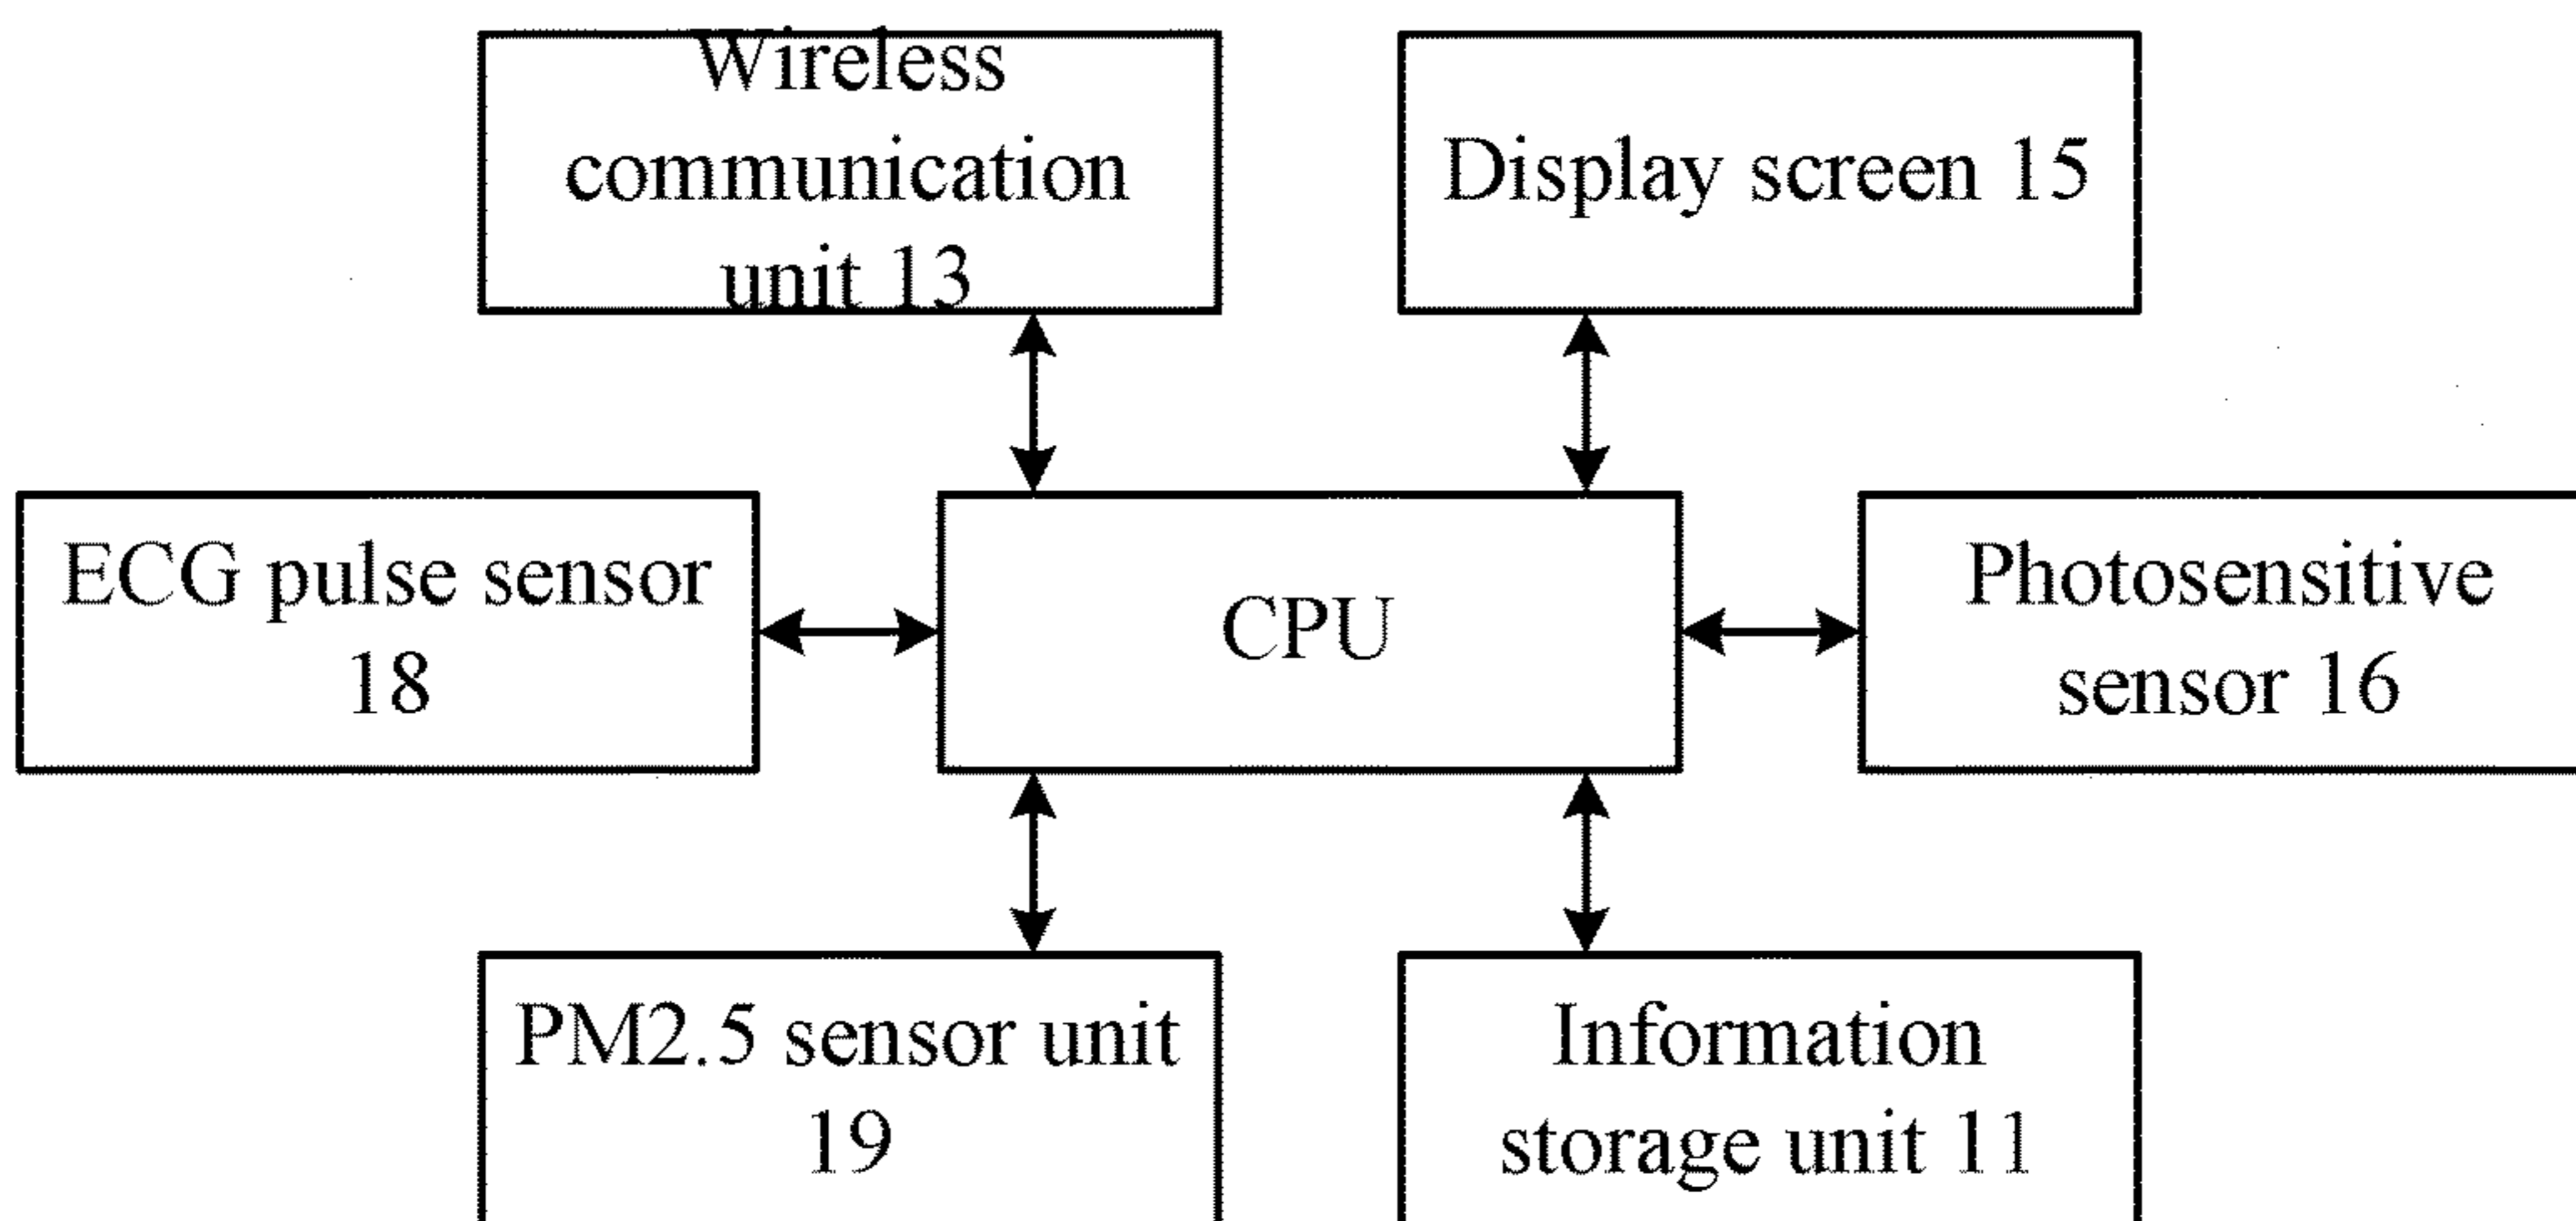 Wireless
communication
unit 13
Display screen 15
ECG pulse sensor
18
CPU
Photosensitive
sensor 16
PM2.5 sensor unit
19
Information
storage unit 11